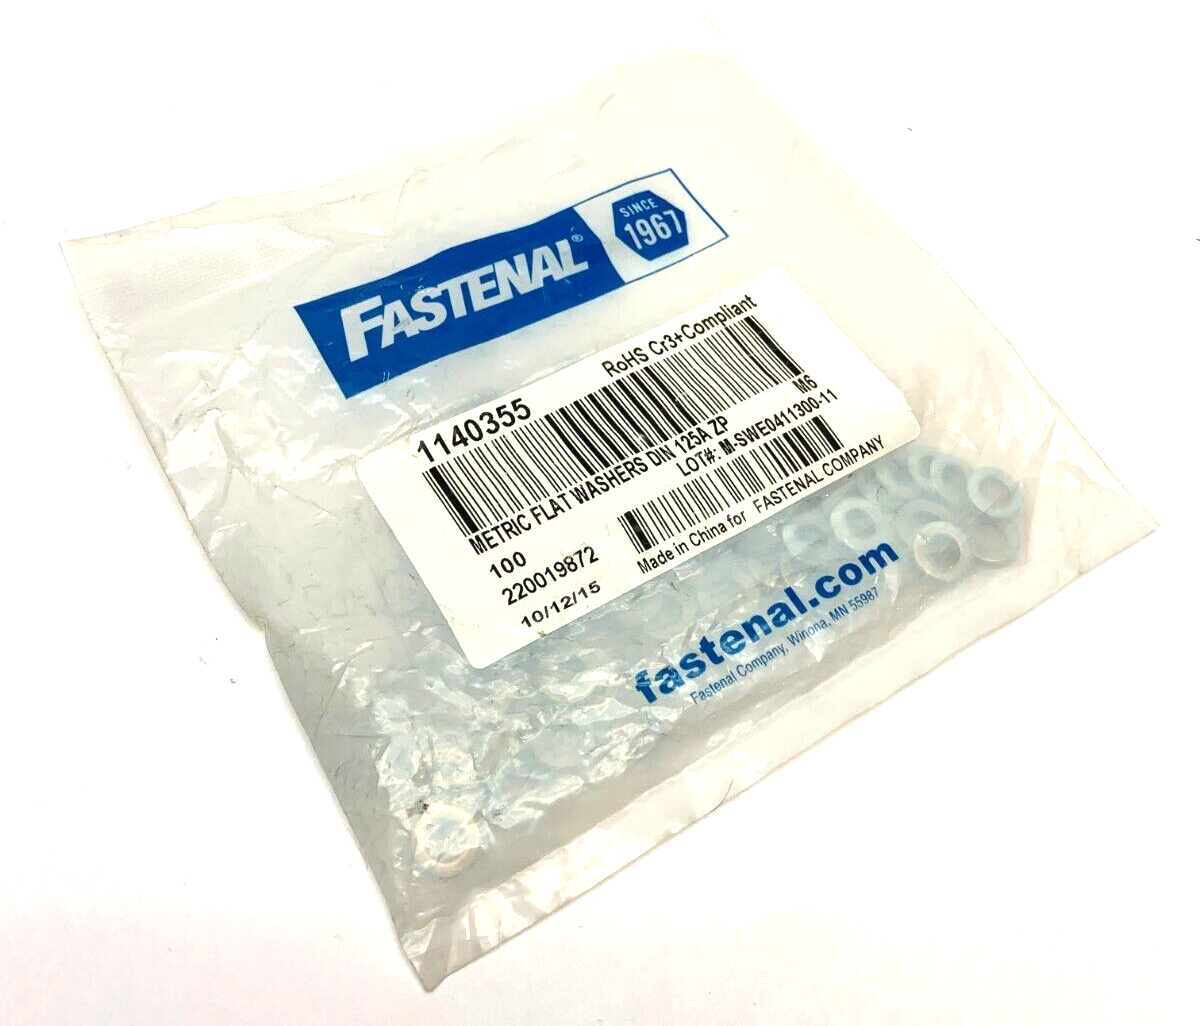 FASTENAL®
SINCE
1967
1140355
RoHS Cr3+Compliant
METRIC FLAT WASHERS DIN 125A ZP
M6
100
LOT#: M-SWE0411300-11
220019872
10/12/15
Made in China for FASTENAL COMPANY
fastenal.com
Fastenal Company, Winona, MN 55987